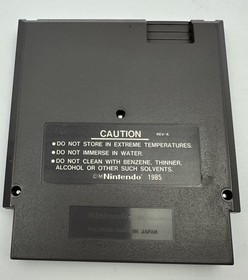 CAUTION REV-A
• DO NOT STORE IN EXTREME TEMPERATURES.
• DO NOT IMMERSE IN WATER.
• DO NOT CLEAN WITH BENZENE, THINNER,
ALCOHOL OR OTHER SUCH SOLVENTS.
©Nintendo 1985
IN JAPAN